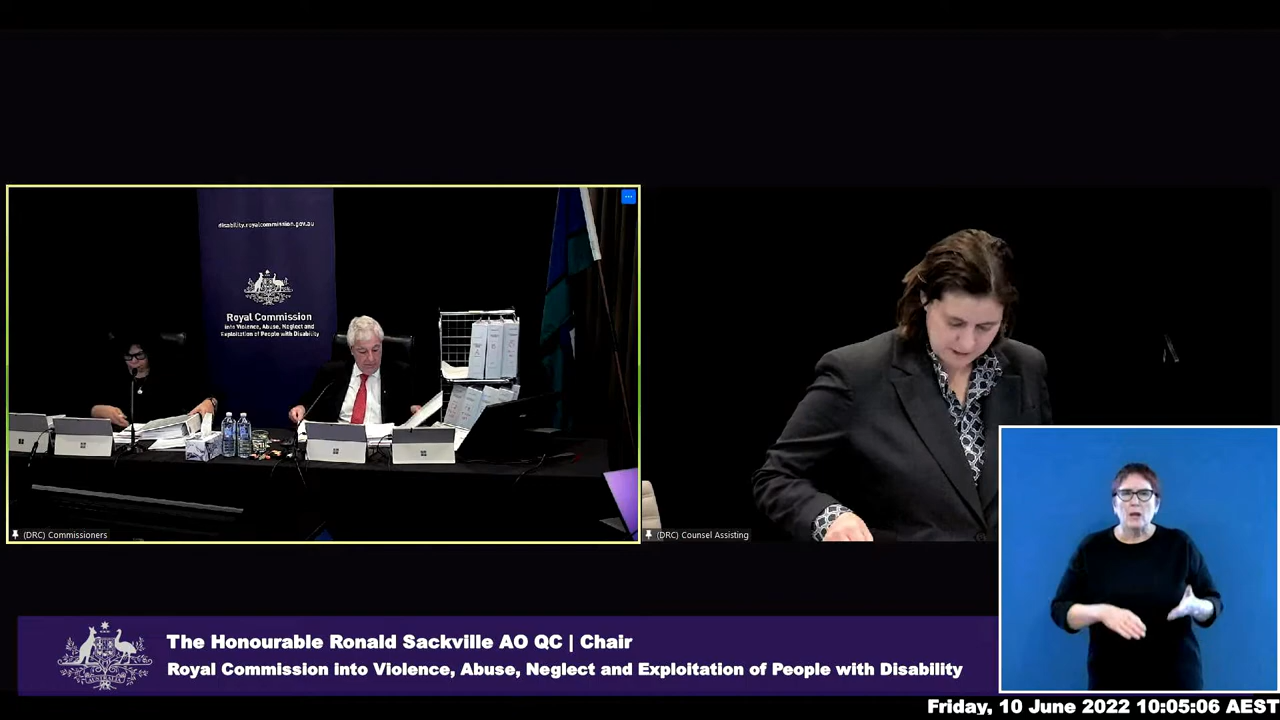 disability.royalcommission.gov.au
Royal Commission
into Violence, Abuse, Neglect and
Exploitation of People with Disability
(DRC) Commissioners
(DRC) Counsel Assisting
The Honourable Ronald Sackville AO QC | Chair
Royal Commission into Violence, Abuse, Neglect and Exploitation of People with Disability
AUSTRALIA
Friday, 10 June 2022 10:05:06 AEST